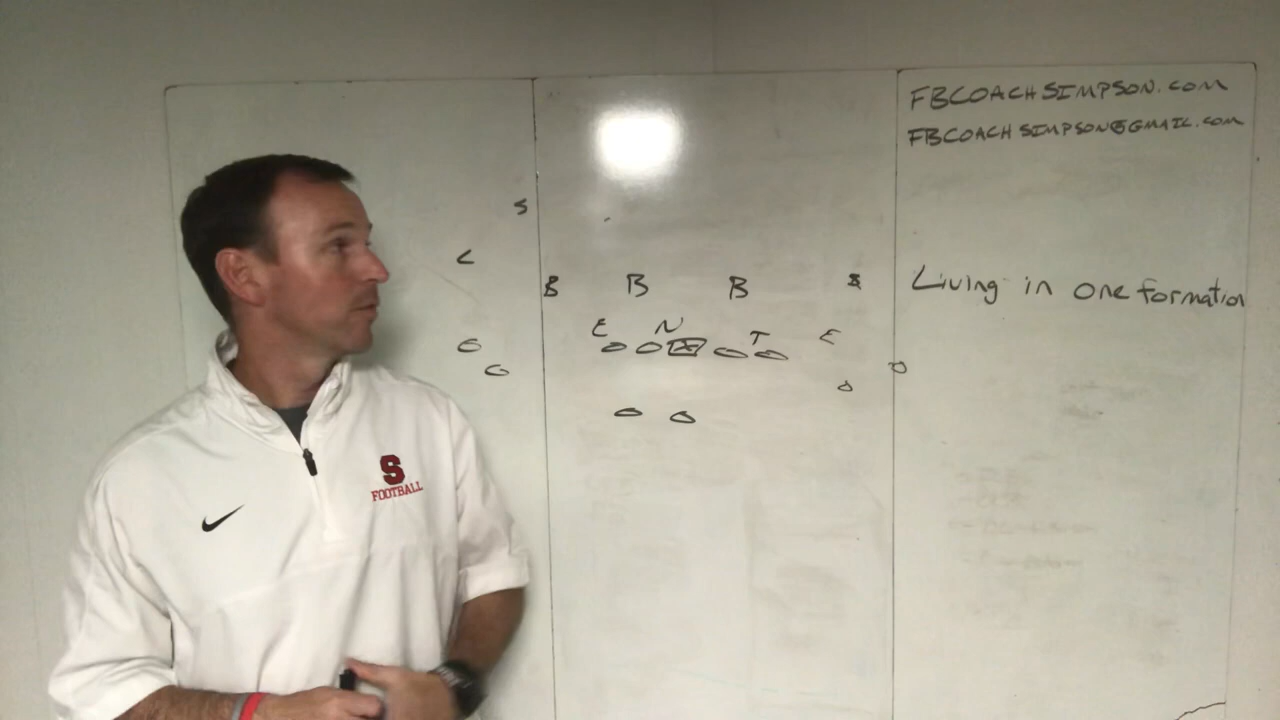 FBCOACHSIMPSON.COM
FBCOACHSIMPSON@GMAIL.COM
S
C
B B B
Living in one formation
E N T E
S
FOOTBALL